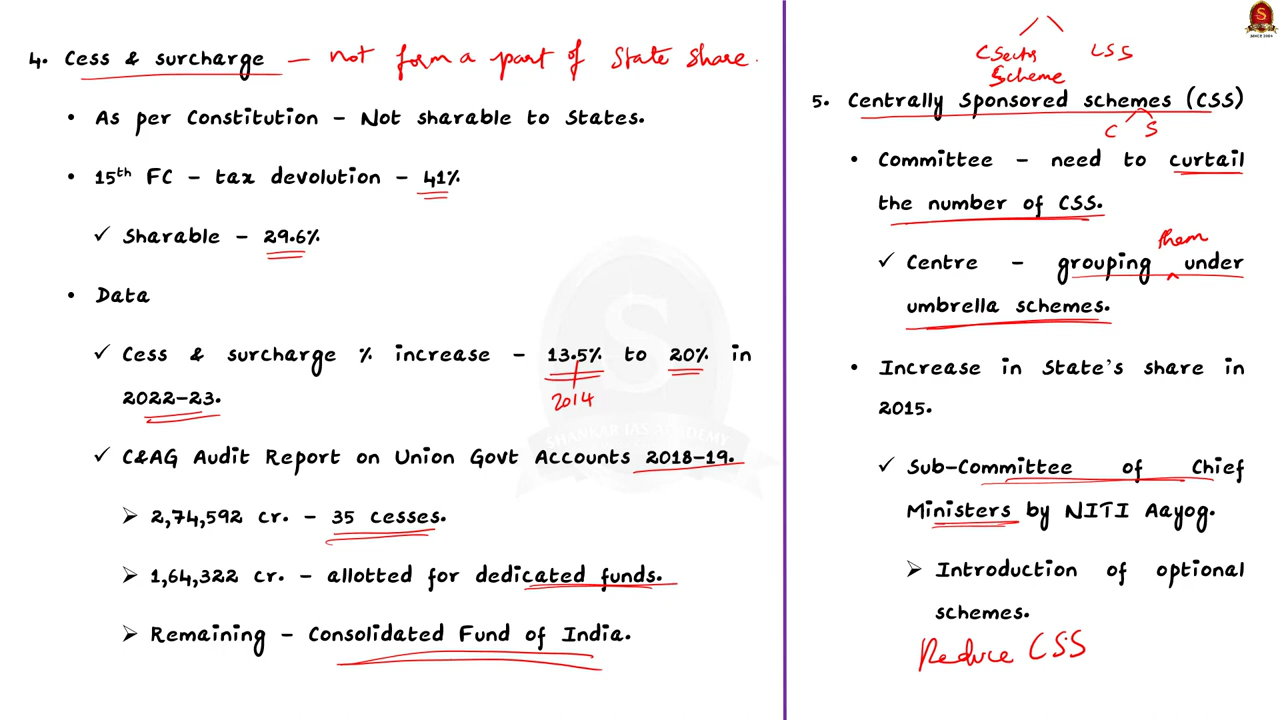 4. Cess & surcharge — not form a part of State share.
• As per Constitution - Not sharable to States.
• 15th FC - tax devolution - 41%
✓ Sharable - 29.6%
• Data
✓ Cess & surcharge % increase - 13.5% to 20% in
2022-23.
2014
✓ C&AG Audit Report on Union Govt Accounts 2018-19.
➢ 2,74,592 cr. - 35 cesses.
➢ 1,64,322 cr. - allotted for dedicated funds.
➢ Remaining - Consolidated Fund of India.
SHANKAR IAS ACADEMY
CSector CSS
Scheme
5. Centrally Sponsored schemes (CSS)
C S
• Committee - need to curtail
the number of CSS.
them
✓ Centre - grouping under
umbrella schemes.
• Increase in State's share in
2015.
✓ Sub-Committee of Chief
Ministers by NITI Aayog.
➢ Introduction of optional
schemes.
Reduce CSS